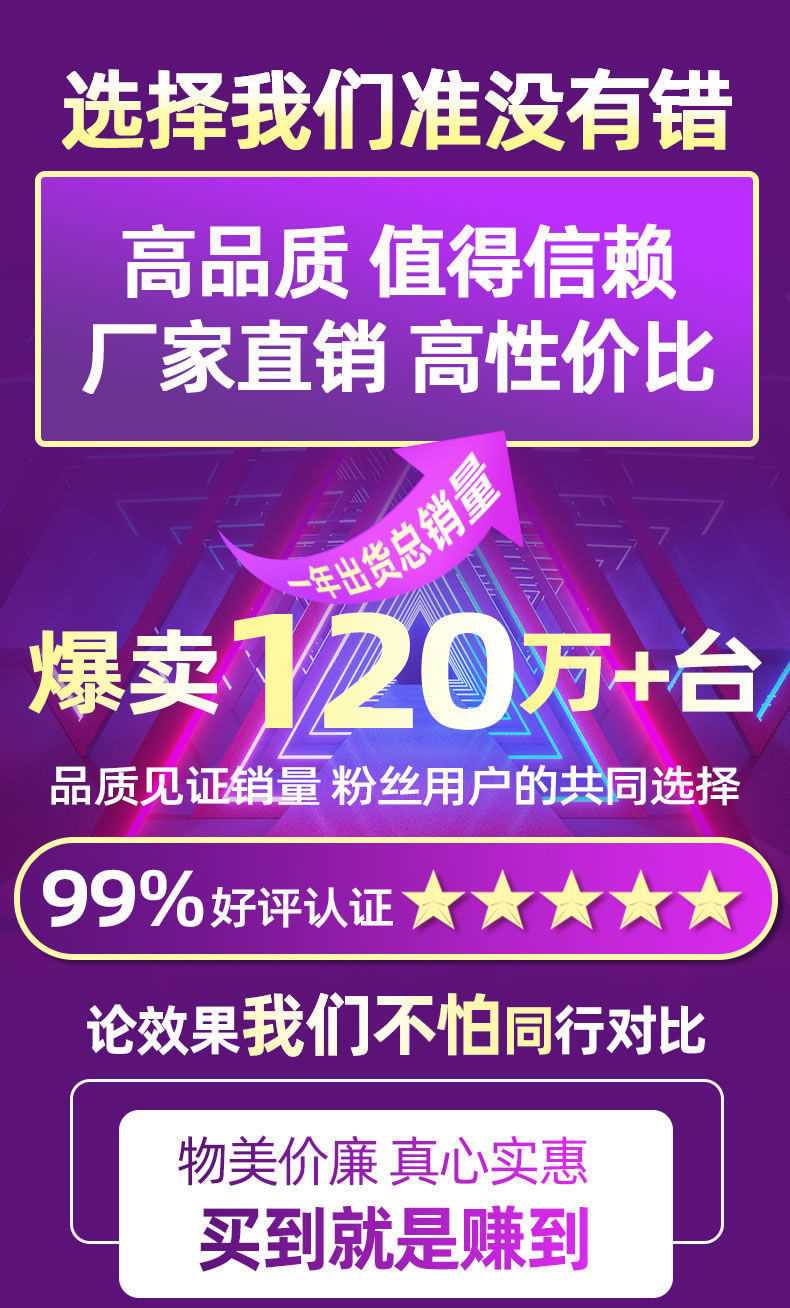 选择我们准没有错
高品质 值得信赖
厂家直销 高性价比
一年出货总销量
爆卖120万+台
品质见证销量 粉丝用户的共同选择
99%好评认证
论效果我们不怕同行对比
物美价廉 真心实惠
买到就是赚到